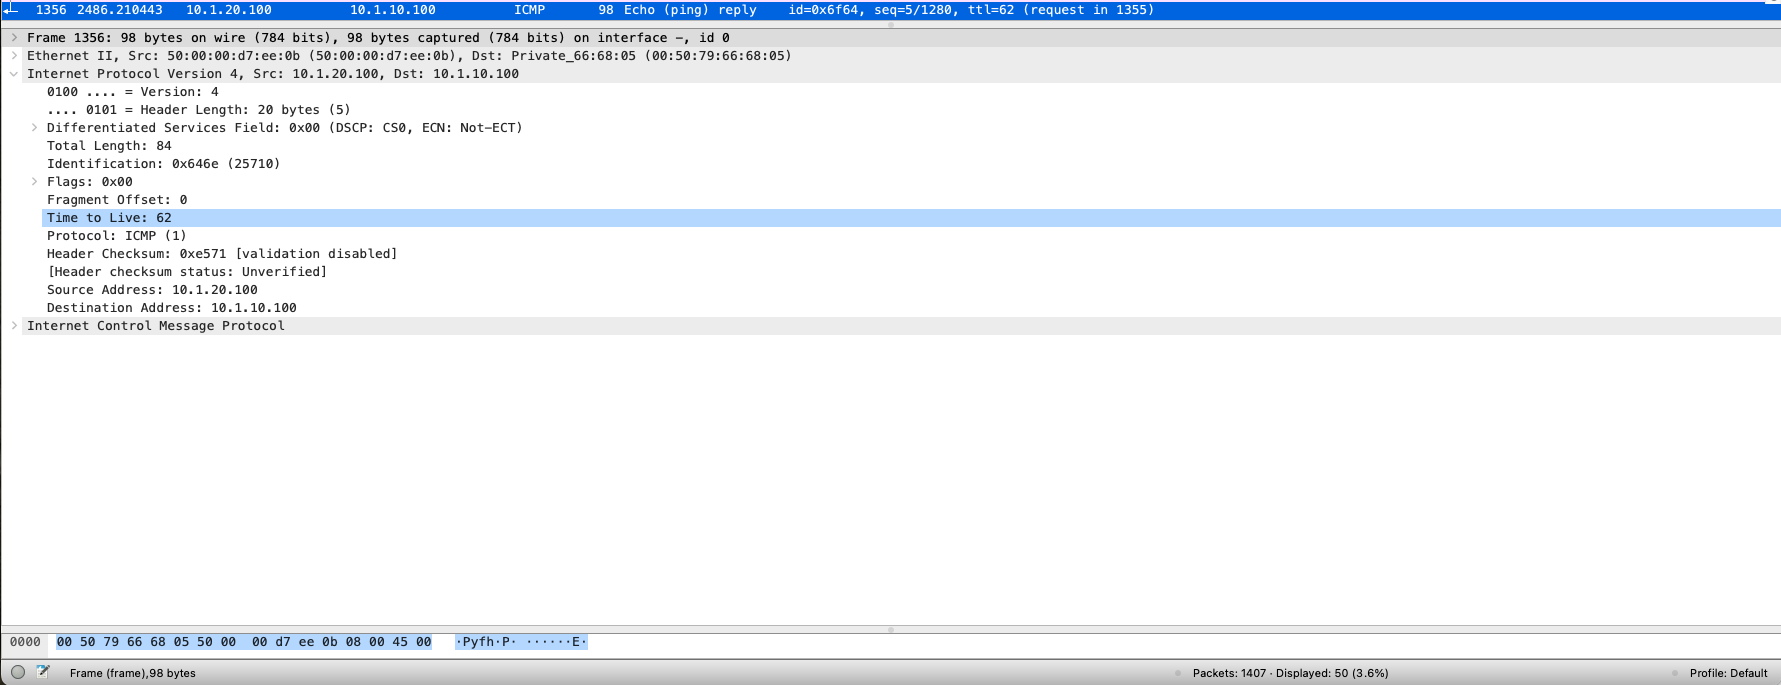 1356 2486.210443 10.1.20.100 10.1.10.100 ICMP 98 Echo (ping) reply id=0x6f64, seq=5/1280, ttl=62 (request in 1355)
Frame 1356: 98 bytes on wire (784 bits), 98 bytes captured (784 bits) on interface –, id 0
Ethernet II, Src: 50:00:00:d7:ee:0b (50:00:00:d7:ee:0b), Dst: Private_66:68:05 (00:50:79:66:68:05)
Internet Protocol Version 4, Src: 10.1.20.100, Dst: 10.1.10.100
0100 .... = Version: 4
.... 0101 = Header Length: 20 bytes (5)
Differentiated Services Field: 0x00 (DSCP: CS0, ECN: Not-ECT)
Total Length: 84
Identification: 0x646e (25710)
Flags: 0x00
Fragment Offset: 0
Time to Live: 62
Protocol: ICMP (1)
Header Checksum: 0xe571 [validation disabled]
[Header checksum status: Unverified]
Source Address: 10.1.20.100
Destination Address: 10.1.10.100
Internet Control Message Protocol
0000 00 50 79 66 68 05 50 00 00 d7 ee 0b 08 00 45 00 ·Pyfh·P· ······E·
Frame (frame),98 bytes Packets: 1407 · Displayed: 50 (3.6%) Profile: Default